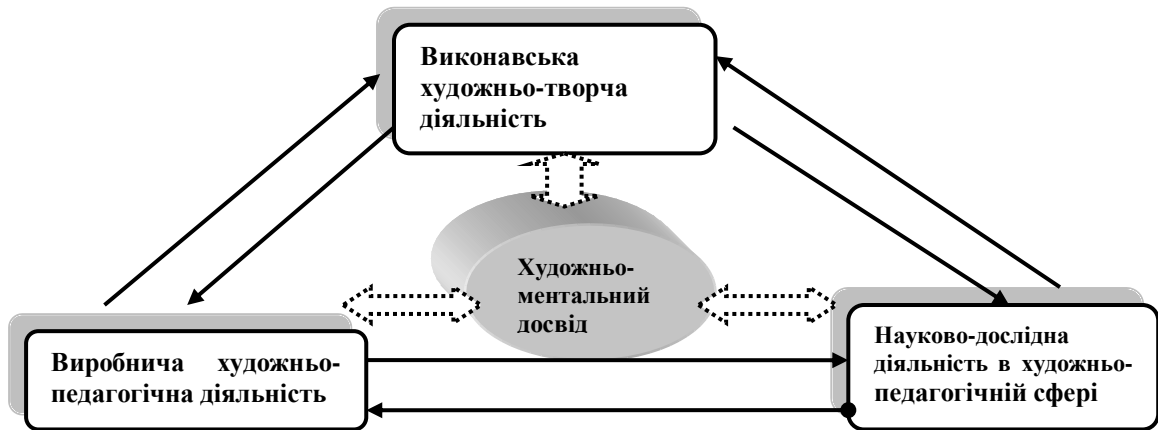 Виконавська
художньо-творча
діяльність
Художньо-
ментальний
досвід
Виробнича художньо-
педагогічна діяльність
Науково-дослідна
діяльність в художньо-
педагогічній сфері